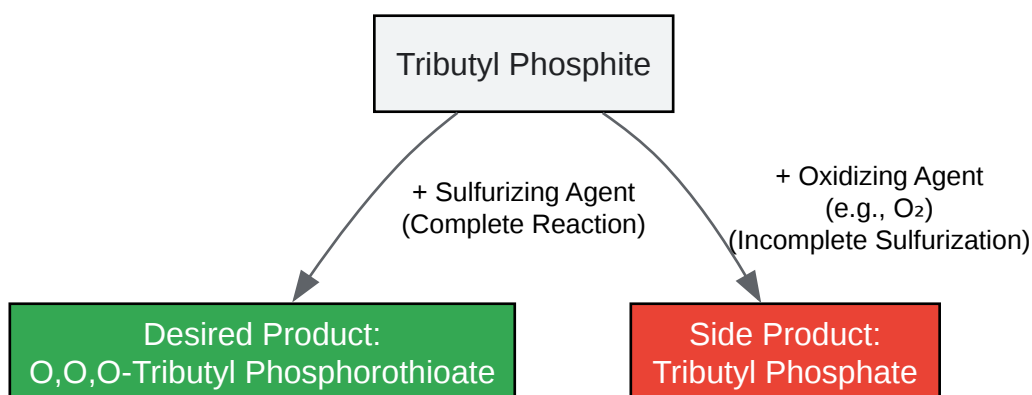 Tributyl Phosphite
+ Sulfurizing Agent
(Complete Reaction)
+ Oxidizing Agent
(e.g., O₂)
(Incomplete Sulfurization)
Desired Product:
O,O,O-Tributyl Phosphorothioate
Side Product:
Tributyl Phosphate